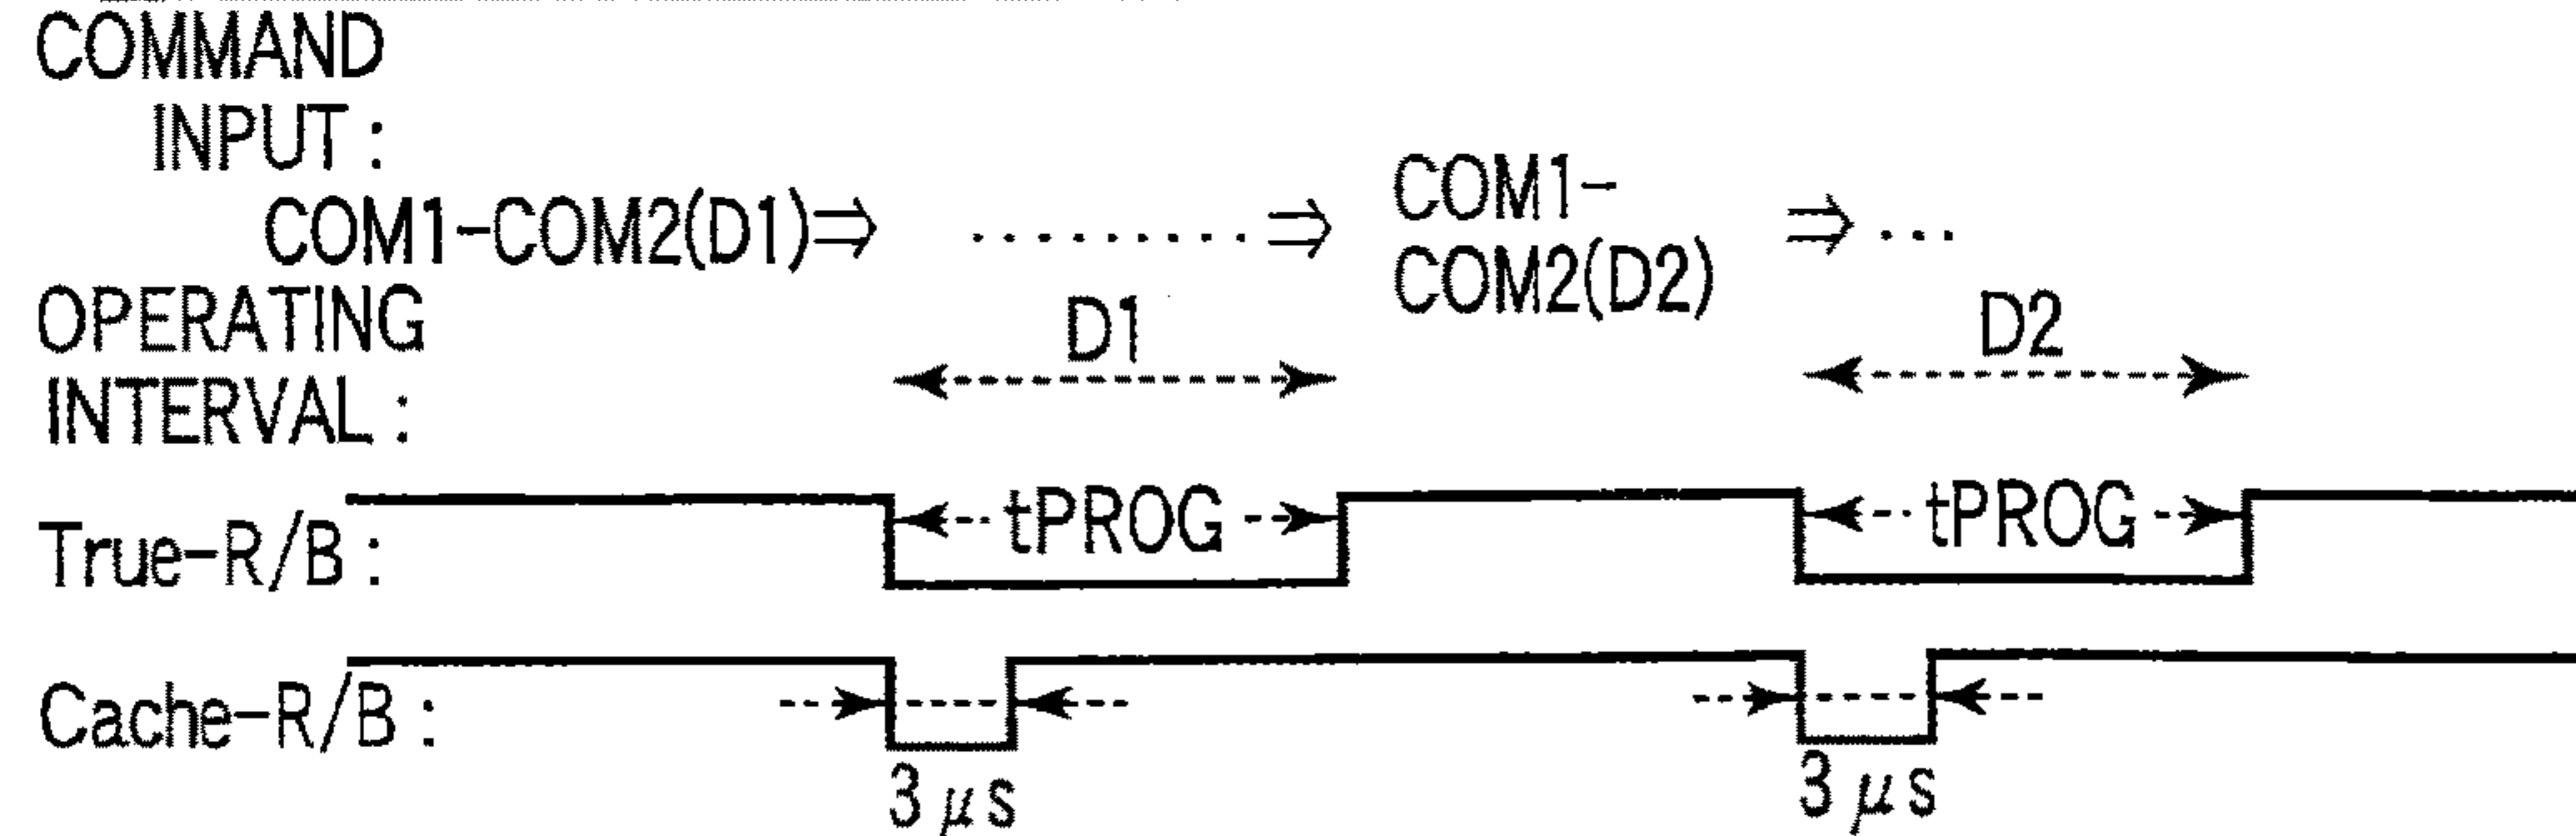 COMMAND
INPUT :
COM1-COM2(D1)⇒ ......... ⇒ COM1-
COM2(D2) ⇒ ...
OPERATING
INTERVAL :
D1 D2
True-R/B : tPROG tPROG
Cache-R/B :
3 μs 3 μs